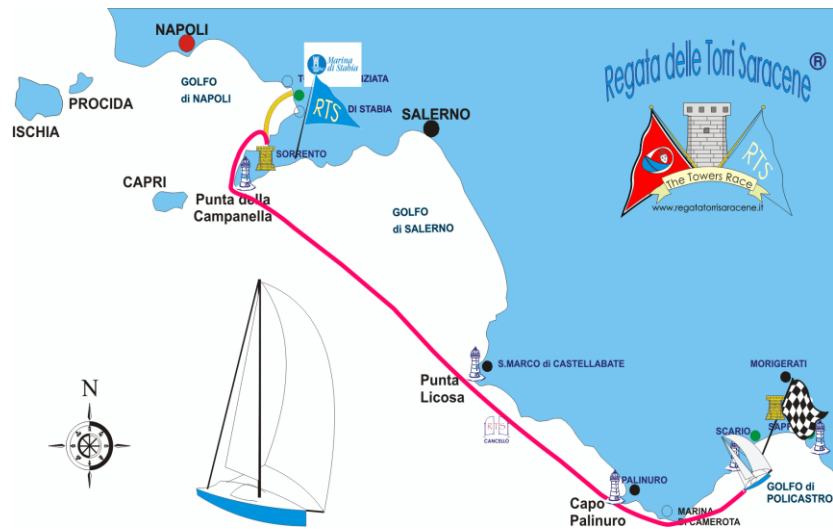 NAPOLI
Marina
di Stabia
Regata delle Torri Saracene
®
GOLFO
di NAPOLI
PROCIDA
ISCHIA
RTS
DI STABIA
SALERNO
RTS
SORRENTO
The Towers Race
www.regatatorrisaracene.it
CAPRI
Punta della
Campanella
GOLFO
di SALERNO
S.MARCO di CASTELLABATE
MORIGERATI
Punta
Licosa
N
RTS
CANCELLO
SCARIO
PALINURO
GOLFO di
POLICASTRO
Capo
Palinuro
MARINA
DI CAMEROTA